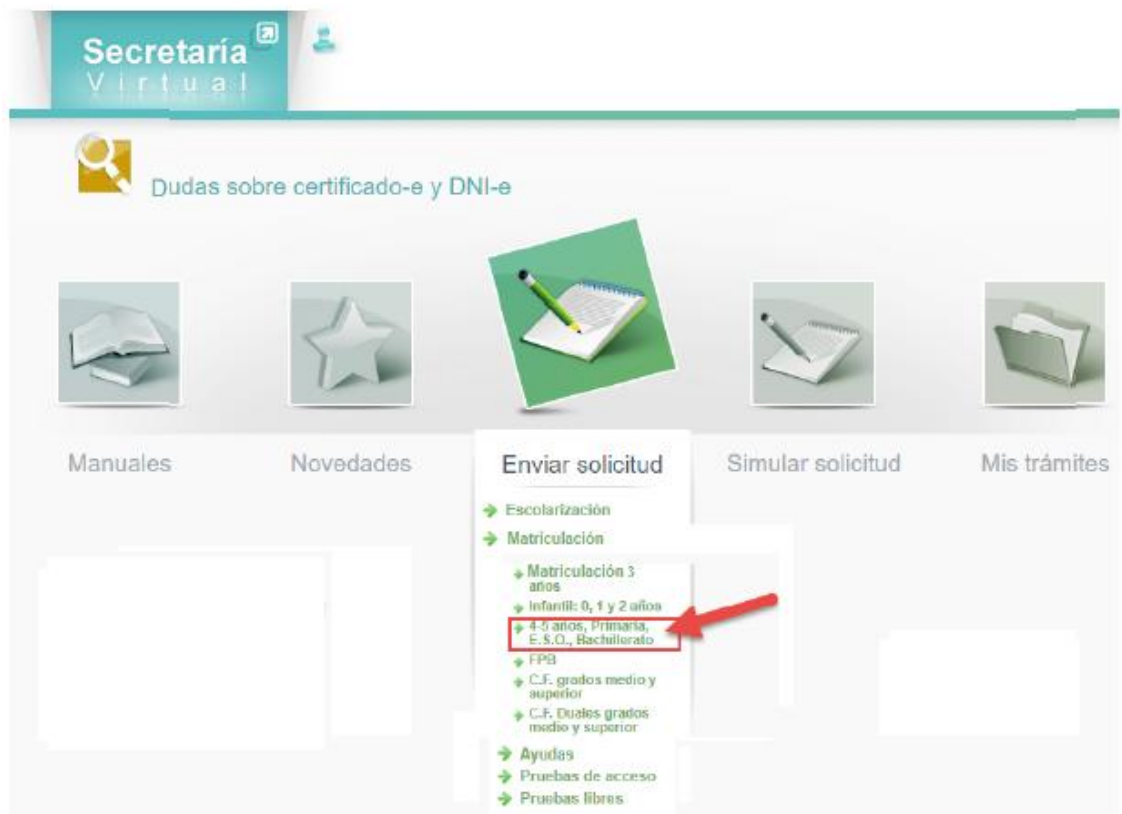 Secretaría
Virtual
Dudas sobre certificado-e y DNI-e
Manuales
Novedades
Enviar solicitud
Simular solicitud
Mis trámites
Escolarización
Matriculación
Matriculación 3
años
Infantil: 0, 1 y 2 años
4-5 años, Primaria,
E.S.O., Bachillerato
FPB
C.F. grados medio y
superior
C.F. Duales grados
medio y superior
Ayudas
Pruebas de acceso
Pruebas libres